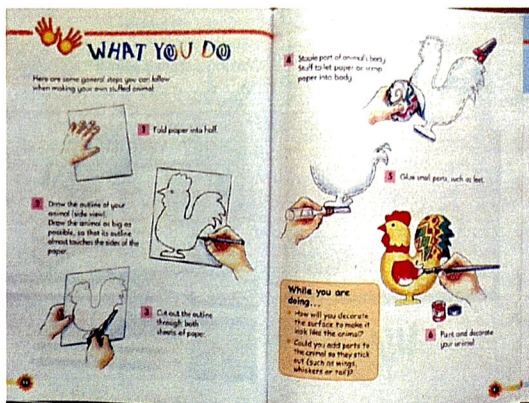 WHAT YOU DO
Here are some general steps you can follow
when making your own stuffed animal.
1 Fold paper into half.
2 Draw the outline of your
animal (side view).
Draw the animal as big as
possible, so that its outline
almost touches the sides of the
paper.
3 Cut out the outline
through both
sheets of paper.
4 Staple part of animal's body.
Stuff to let paper or crimp
paper into body
5 Glue small parts, such as feet.
While you are
doing...
How will you decorate
the surface to make it
look like the animal?
Could you add parts to
the animal so they stick
out (such as wings,
whiskers or tail)?
6 Paint and decorate
your animal.